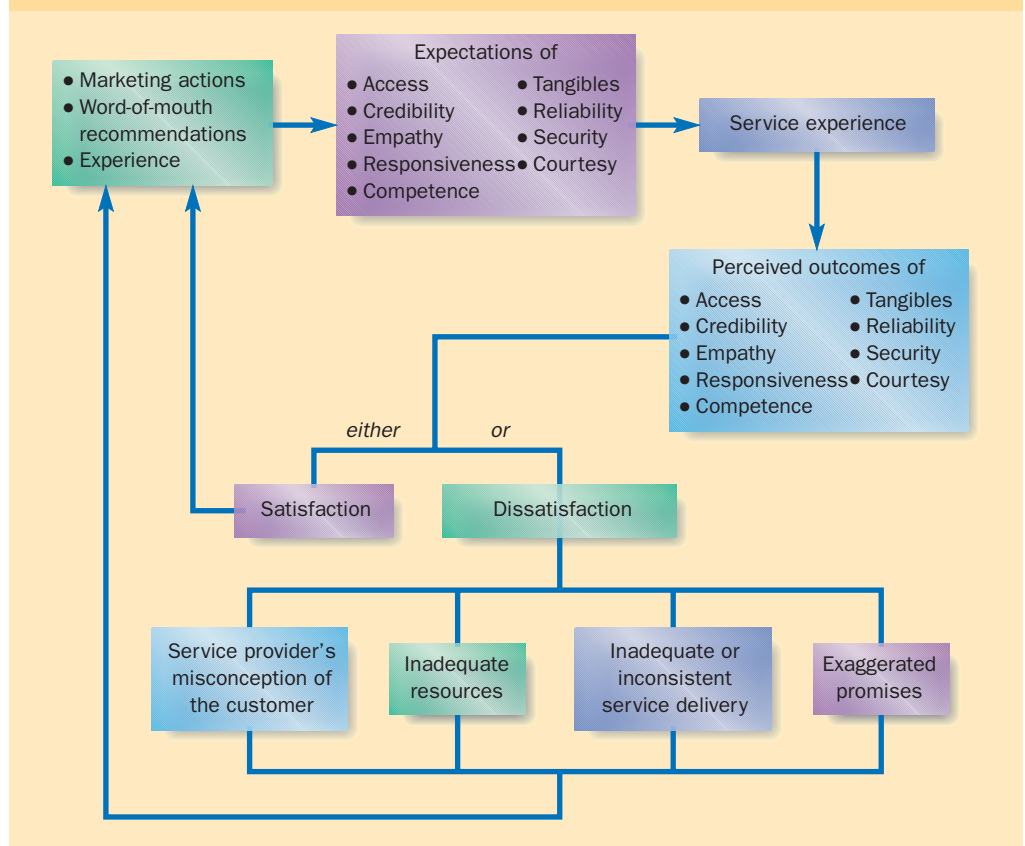 • Marketing actions
• Word-of-mouth
recommendations
• Experience
Expectations of
• Access
• Credibility
• Empathy
• Responsiveness
• Competence
• Tangibles
• Reliability
• Security
• Courtesy
Service experience
Perceived outcomes of
• Access
• Credibility
• Empathy
• Responsiveness
• Competence
• Tangibles
• Reliability
• Security
• Courtesy
either
or
Satisfaction
Dissatisfaction
Service provider's
misconception of
the customer
Inadequate
resources
Inadequate or
inconsistent
service delivery
Exaggerated
promises